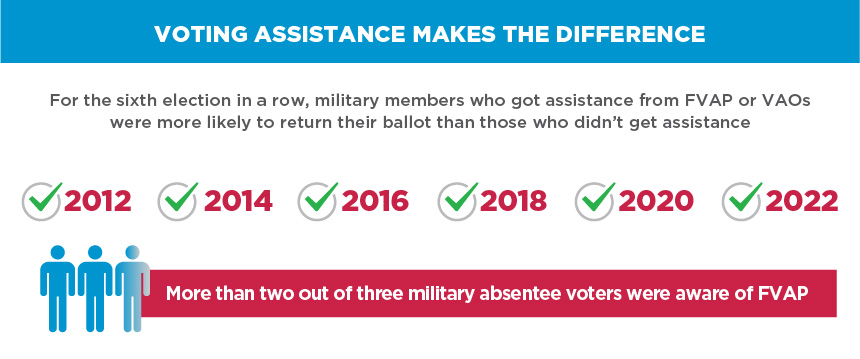 VOTING ASSISTANCE MAKES THE DIFFERENCE
For the sixth election in a row, military members who got assistance from FVAP or VAOs
were more likely to return their ballot than those who didn’t get assistance
2012 2014 2016 2018 2020 2022
More than two out of three military absentee voters were aware of FVAP